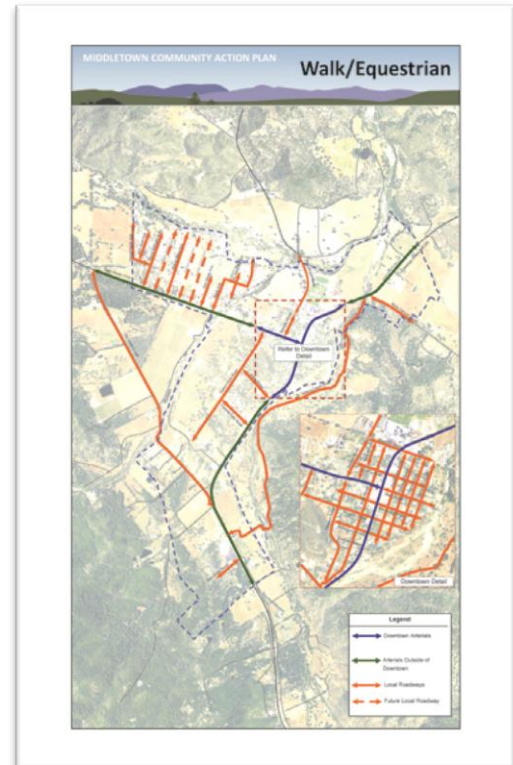 MIDDLETOWN COMMUNITY ACTION PLAN
Walk/Equestrian
Refer to Downtown
Detail
Downtown Detail
Legend
Downtown Arterials
Arterials Outside of
Downtown
Local Roadways
Future Local Roadway